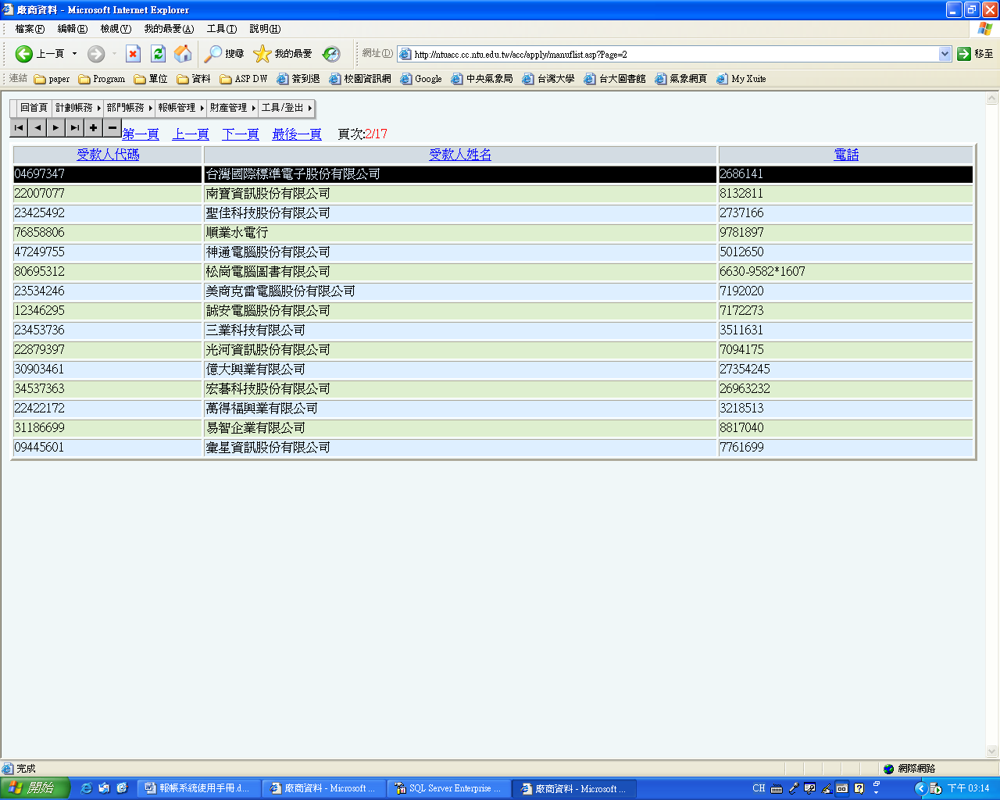 廠商資料 - Microsoft Internet Explorer
檔案(F) 編輯(E) 檢視(V) 我的最愛(A) 工具(T) 說明(H)
上一頁 搜尋 我的最愛 網址(D) http://ntuacc.cc.ntu.edu.tw/acc/apply/manuflist.asp?Page=2 移至
連結 paper Program 單位 資料 ASP DW 簽到退 校園資訊網 Google 中央氣象局 台灣大學 台大圖書館 氣象網頁 My Xuite
回首頁 計劃帳務 部門帳務 報帳管理 財產管理 工具/登出
第一頁 上一頁 下一頁 最後一頁 頁次:2/17
受款人代碼 受款人姓名 電話
04697347 台灣國際標準電子股份有限公司 2686141
22007077 南寶資訊股份有限公司 8132811
23425492 聖佳科技股份有限公司 2737166
76858806 順業水電行 9781897
47249755 神通電腦股份有限公司 5012650
80695312 松崗電腦圖書有限公司 6630-9582*1607
23534246 美商克雷電腦股份有限公司 7192020
12346295 誠安電腦股份有限公司 7172273
23453736 三業科技有限公司 3511631
22879397 光河資訊股份有限公司 7094175
30903461 億大興業有限公司 27354245
34537363 宏碁科技股份有限公司 26963232
22422172 萬得福興業有限公司 3218513
31186699 易智企業有限公司 8817040
09445601 彙星資訊股份有限公司 7761699
完成 網際網路
開始 報帳系統使用手冊.d... 廠商資料 - Microsoft ... SQL Server Enterprise ... 廠商資料 - Microsoft ... CH 下午 03:14